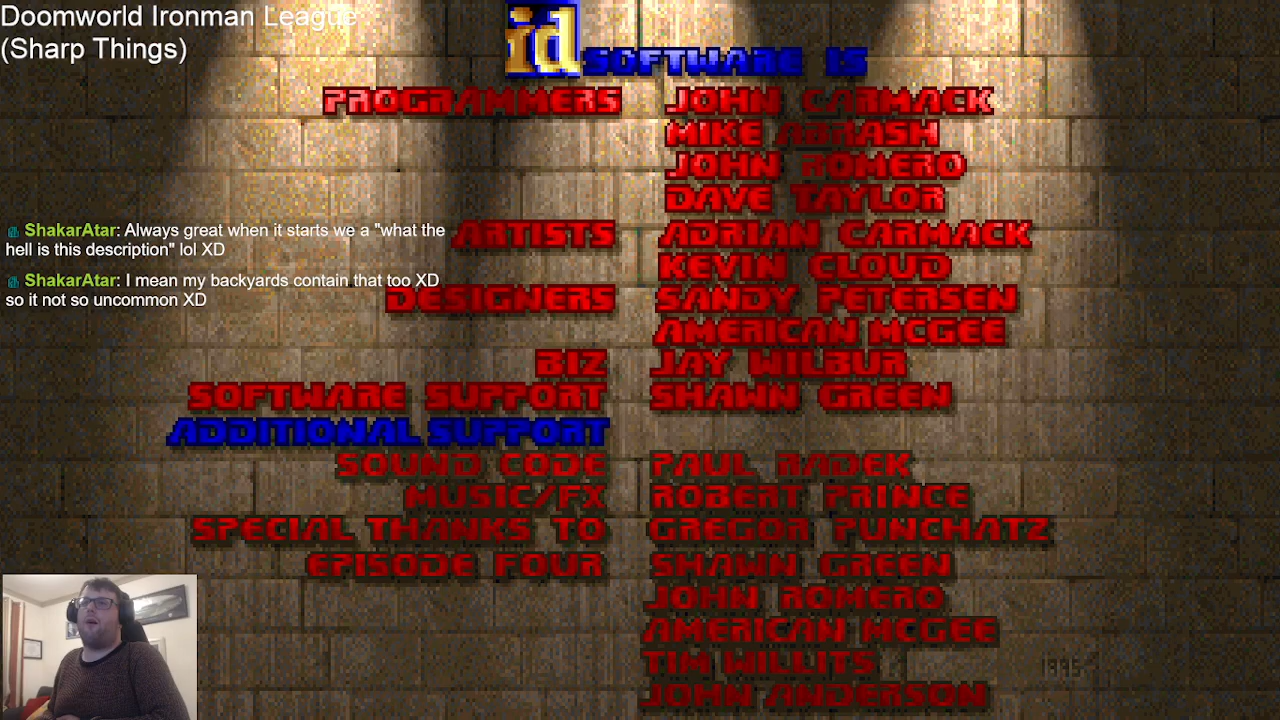 Doomworld Ironman League
(Sharp Things)
id SOFTWARE IS
PROGRAMMERS JOHN CARMACK
MIKE ABRASH
JOHN ROMERO
DAVE TAYLOR
ShakarAtar: Always great when it starts we a "what the
hell is this description" lol XD
ARTISTS ADRIAN CARMACK
KEVIN CLOUD
ShakarAtar: I mean my backyards contain that too XD
so it not so uncommon XD
DESIGNERS SANDY PETERSEN
AMERICAN MCGEE
BIZ JAY WILBUR
SOFTWARE SUPPORT SHAWN GREEN
ADDITIONAL SUPPORT
SOUND CODE PAUL RADEK
MUSIC/FX ROBERT PRINCE
SPECIAL THANKS TO GREGOR PUNCHATZ
EPISODE FOUR SHAWN GREEN
JOHN ROMERO
AMERICAN MCGEE
TIM WILLITS
JOHN ANDERSON
1995